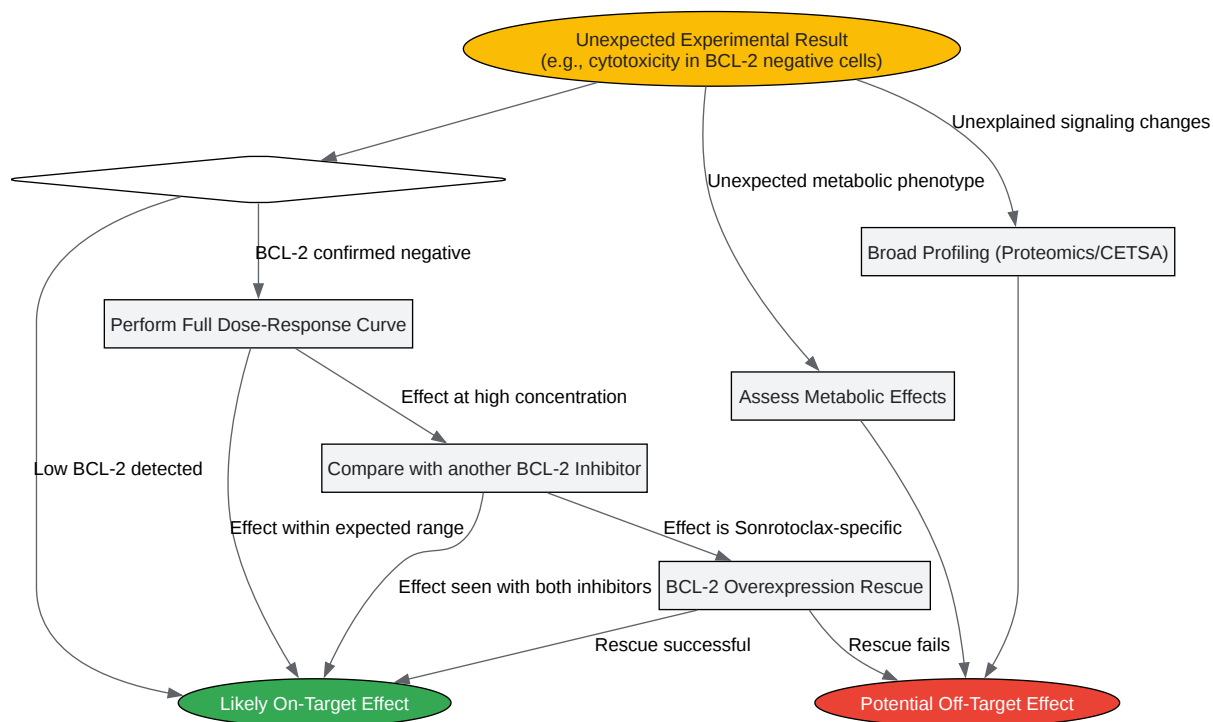 Unexpected Experimental Result
(e.g., cytotoxicity in BCL-2 negative cells)
Unexplained signaling changes
Unexpected metabolic phenotype
BCL-2 confirmed negative
Broad Profiling (Proteomics/CETSA)
Perform Full Dose-Response Curve
Effect at high concentration
Assess Metabolic Effects
Low BCL-2 detected
Compare with another BCL-2 Inhibitor
Effect within expected range
Effect is Sonrotoclax-specific
Effect seen with both inhibitors
BCL-2 Overexpression Rescue
Rescue successful
Rescue fails
Likely On-Target Effect
Potential Off-Target Effect